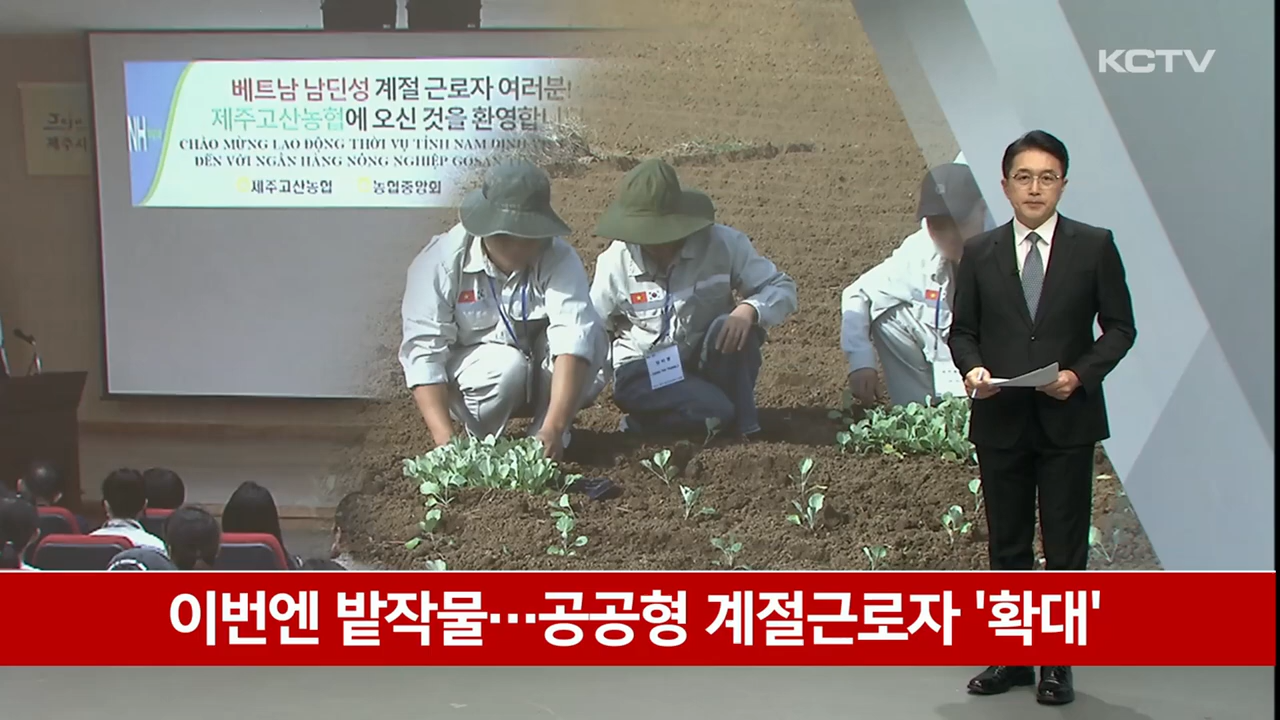 KCTV
베트남 남딘성 계절 근로자 여러분!
제주고산농협에 오신 것을 환영합니
CHÀO MỪNG LAO ĐỘNG THỜI VỤ TỈNH NAM ĐỊNH
ĐẾN VỚI NGÂN HÀNG NÔNG NGHIỆP GOSAN
NH
제주고산농협 농협중앙회
이번엔 밭작물…공공형 계절근로자 '확대'